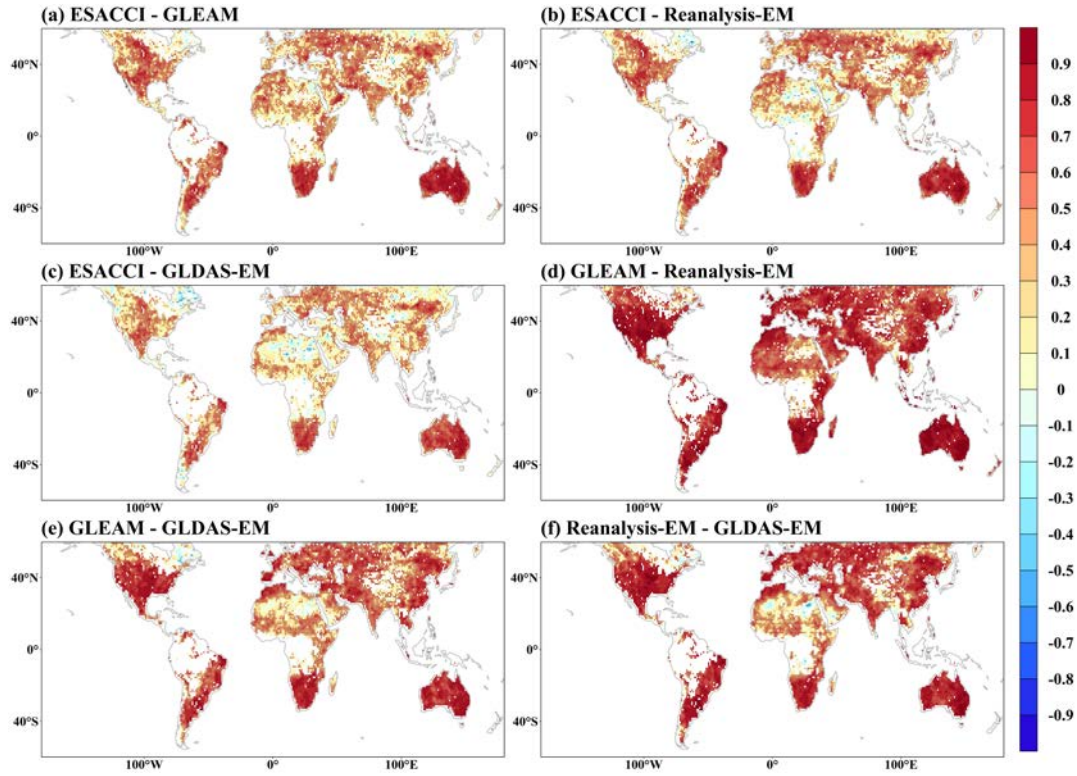 (a) ESACCI - GLEAM
(b) ESACCI - Reanalysis-EM
40°N
0°
40°S
100°W
0°
100°E
40°N
0°
40°S
100°W
0°
100°E
(c) ESACCI - GLDAS-EM
(d) GLEAM - Reanalysis-EM
40°N
0°
40°S
100°W
0°
100°E
40°N
0°
40°S
100°W
0°
100°E
(e) GLEAM - GLDAS-EM
(f) Reanalysis-EM - GLDAS-EM
40°N
0°
40°S
100°W
0°
100°E
40°N
0°
40°S
100°W
0°
100°E
0.9
0.8
0.7
0.6
0.5
0.4
0.3
0.2
0.1
0
-0.1
-0.3
-0.3
-0.4
-0.5
-0.6
-0.7
-0.8
-0.9